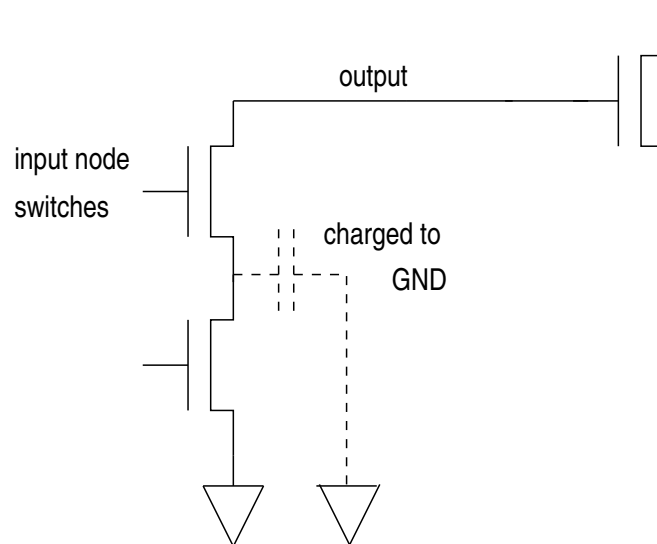 output
input node
switches
charged to
GND